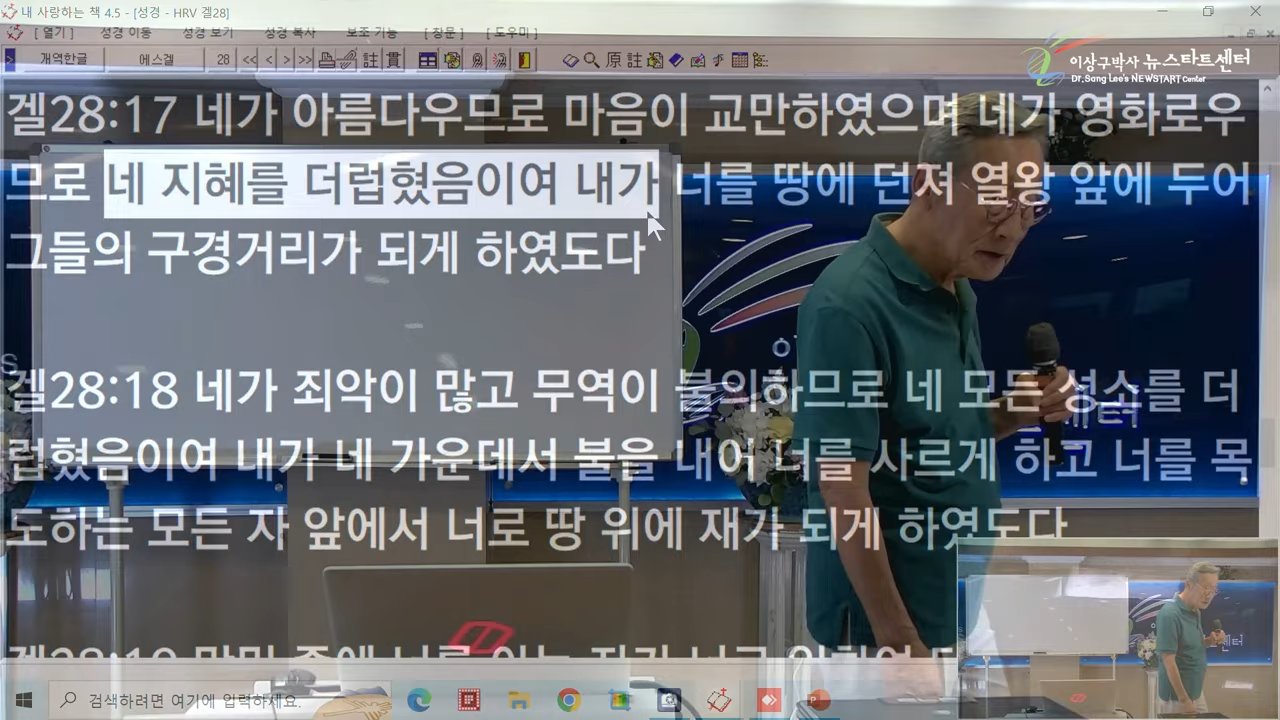 내 사랑하는 책 4.5 - [성경 - HRV 겔28]
[ 열기 ] 성경 이동 성경 보기 성경 복사 보조 기능 [ 창문 ] [ 도우미 ]
개역한글 에스겔 28 << < > >> 註 貫 原 註
이상구박사 뉴스타트센터
Dr. Sang Lee's NEWSTART Center
겔28:17 네가 아름다우므로 마음이 교만하였으며 네가 영화로우
므로 네 지혜를 더럽혔음이여 내가 너를 땅에 던져 열왕 앞에 두어
그들의 구경거리가 되게 하였도다
겔28:18 네가 죄악이 많고 무역이 불의하므로 네 모든 성소를 더
럽혔음이여 내가 네 가운데서 불을 내어 너를 사르게 하고 너를 목
도하는 모든 자 앞에서 너로 땅 위에 재가 되게 하였도다
검색하려면 여기에 입력하세요.